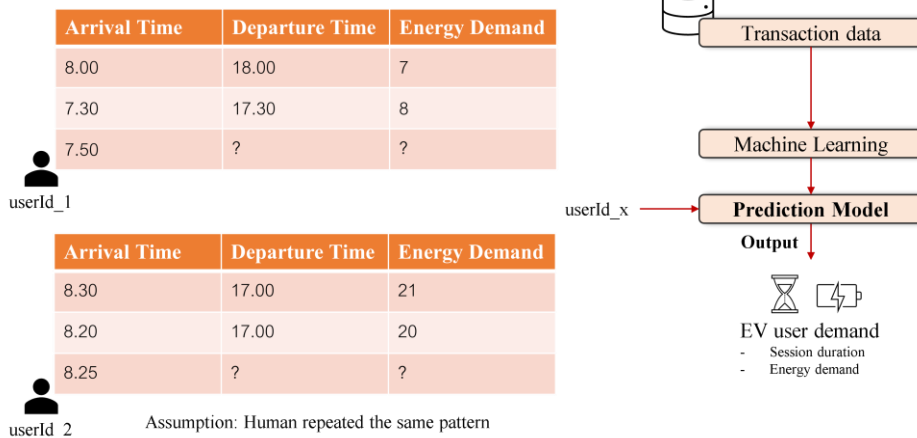 Arrival Time Departure Time Energy Demand
8.00 18.00 7
7.30 17.30 8
7.50 ? ?
userId_1
Arrival Time Departure Time Energy Demand
8.30 17.00 21
8.20 17.00 20
8.25 ? ?
userId_2
Assumption: Human repeated the same pattern
Transaction data
Machine Learning
userId_x
Prediction Model
Output
EV user demand
- Session duration
- Energy demand